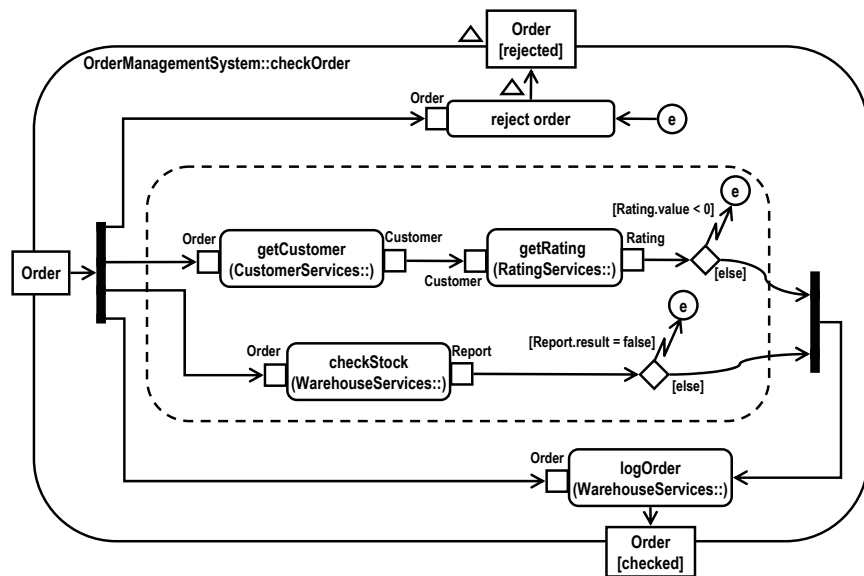 Order
[rejected]
OrderManagementSystem::checkOrder
Order
reject order
e
e
[Rating.value < 0]
Order
getCustomer
(CustomerServices::)
Customer
Customer
getRating
(RatingServices::)
Rating
[else]
Order
e
[Report.result = false]
Order
checkStock
(WarehouseServices::)
Report
[else]
Order
logOrder
(WarehouseServices::)
Order
[checked]